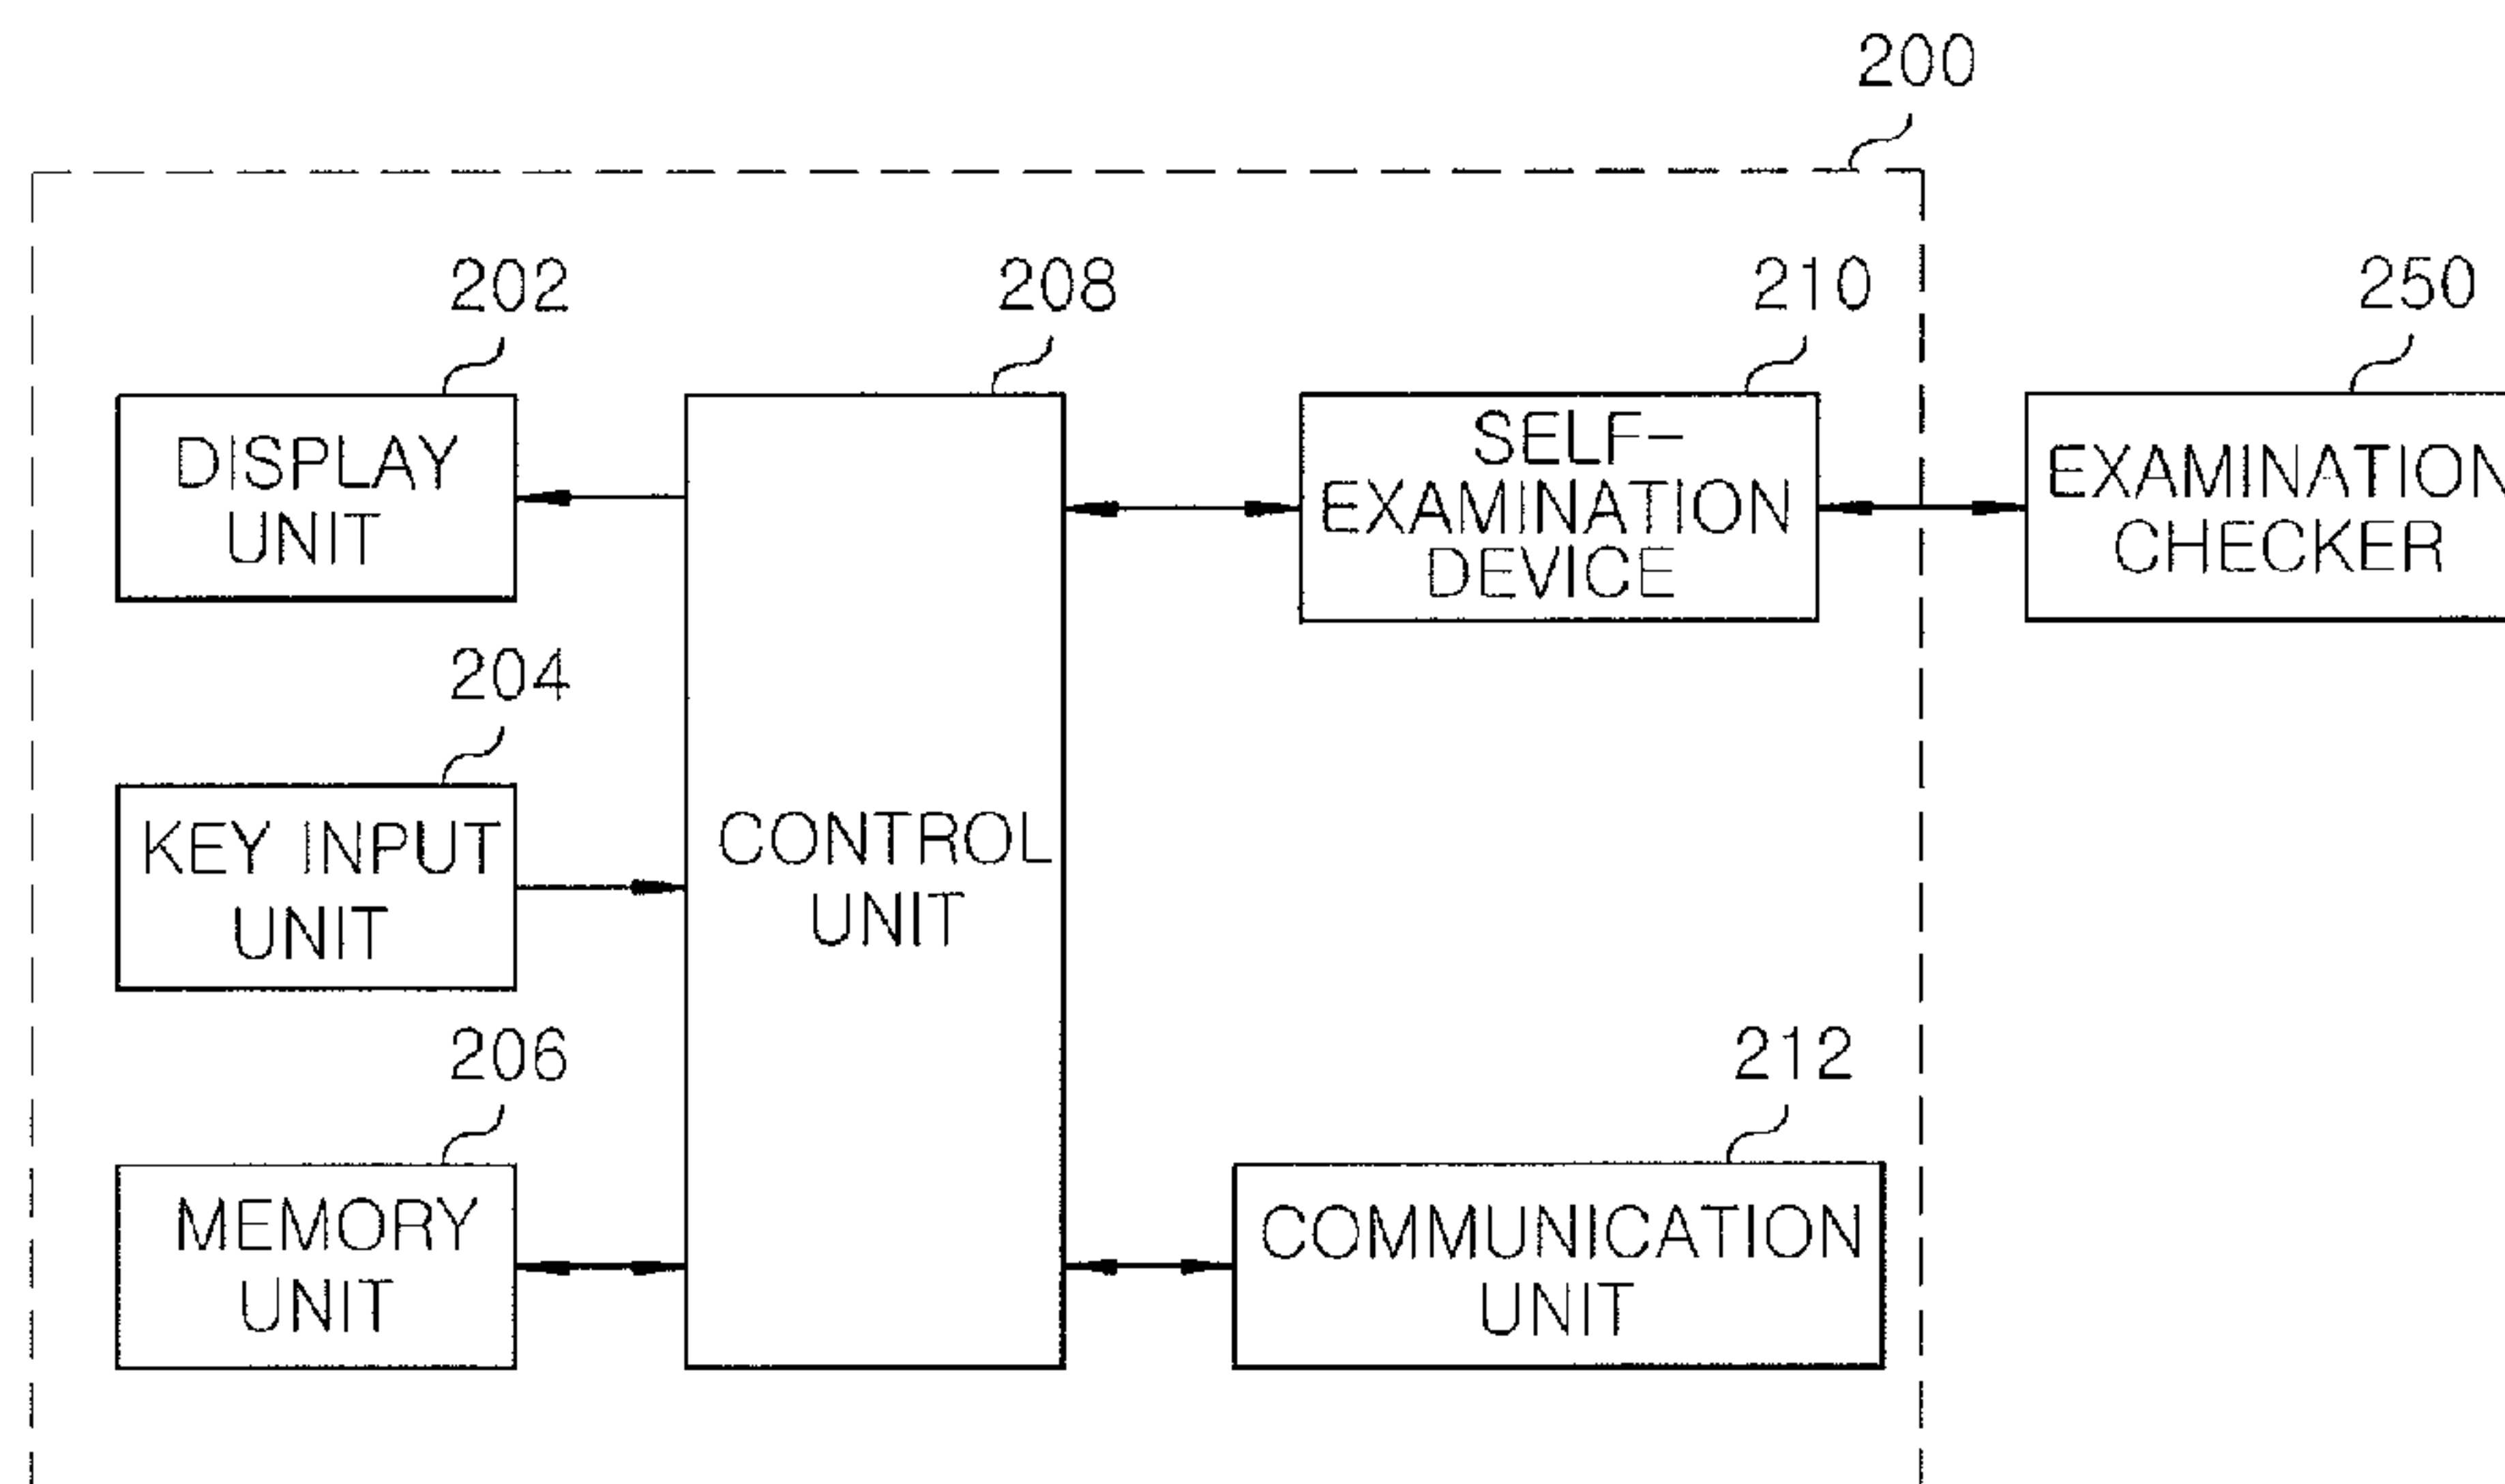 200
202
208
210
250
DISPLAY
UNIT
SELF-
EXAMINATION
DEVICE
EXAMINATION
CHECKER
204
KEY INPUT
UNIT
CONTROL
UNIT
206
212
MEMORY
UNIT
COMMUNICATION
UNIT